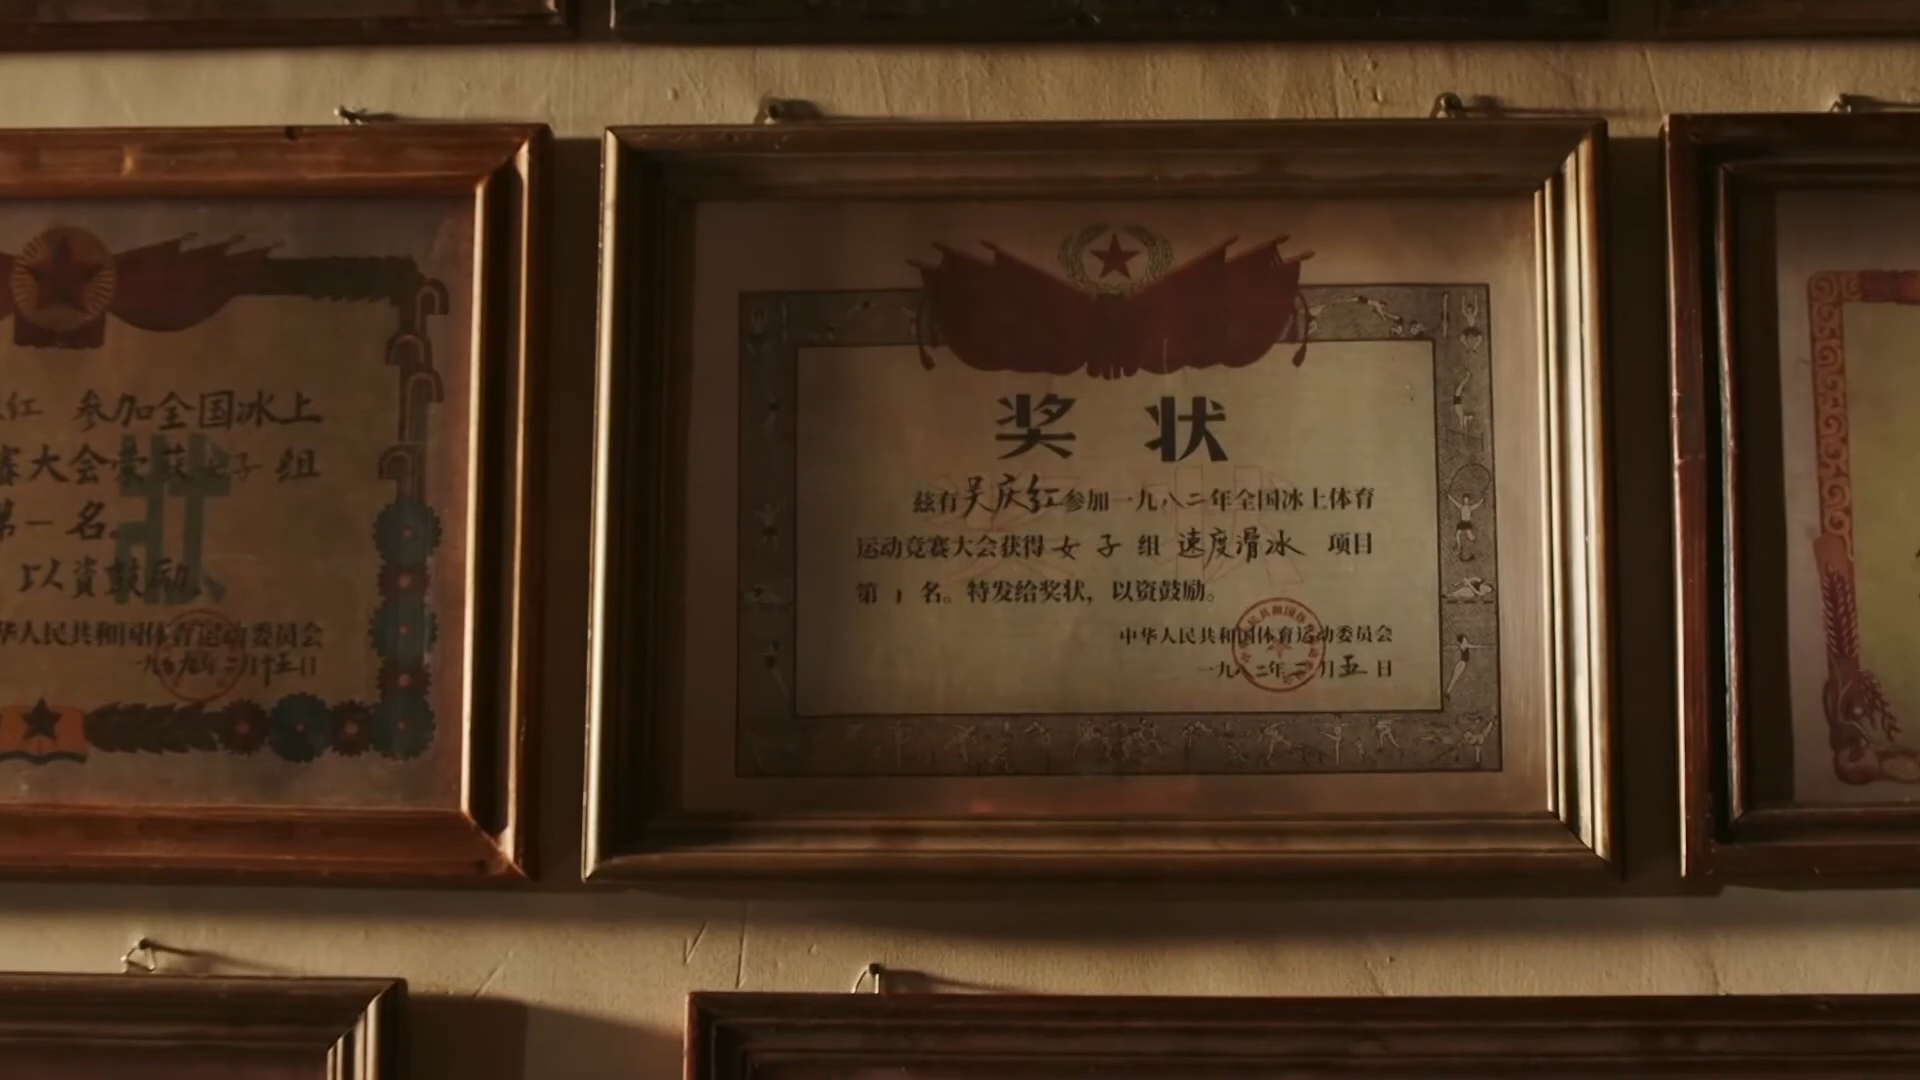 红 参加全国冰上
赛大会荣获女子组
第一名。
以资鼓励。
华人民共和国体育运动委员会
奖状
兹有吴庆红参加一九八二年全国冰上体育
运动竞赛大会获得女子组速度滑冰 项目
第1名。特发给奖状，以资鼓励。
中华人民共和国体育运动委员会
一九八二年二月五日